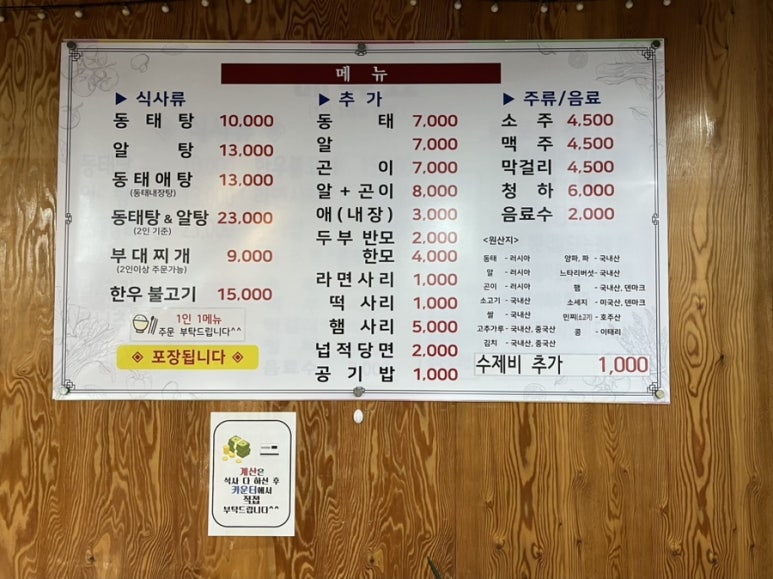 메 뉴
▶ 식사류
동 태 탕 10,000
알 탕 13,000
동 태 애 탕 13,000
(동태내장탕)
동태탕 & 알탕 23,000
(2인 기준)
부 대 찌 개 9,000
(2인이상 주문가능)
한우 불고기 15,000
1인 1메뉴
주문 부탁드립니다^^
◈ 포장됩니다 ◈
▶ 추 가
동 태 7,000
알 7,000
곤 이 7,000
알 + 곤 이 8,000
애 ( 내 장 ) 3,000
두 부 반모 2,000
한모 4,000
라 면 사 리 1,000
떡 사 리 1,000
햄 사 리 5,000
넙 적 당 면 2,000
공 기 밥 1,000
▶ 주류/음료
소 주 4,500
맥 주 4,500
막걸리 4,500
청 하 6,000
음료수 2,000
<원산지>
동태 - 러시아
알 - 러시아
곤이 - 러시아
소고기 - 국내산
쌀 - 국내산
고추가루 - 국내산, 중국산
김치 - 국내산, 중국산
양파, 파 - 국내산
느타리버섯 - 국내산
햄 - 국내산, 덴마크
소세지 - 미국산, 덴마크
민찌(소고기) - 호주산
콩 - 이태리
수제비 추가 1,000
계산은
식사 다 하신 후
카운터에서
직접
부탁드립니다^^